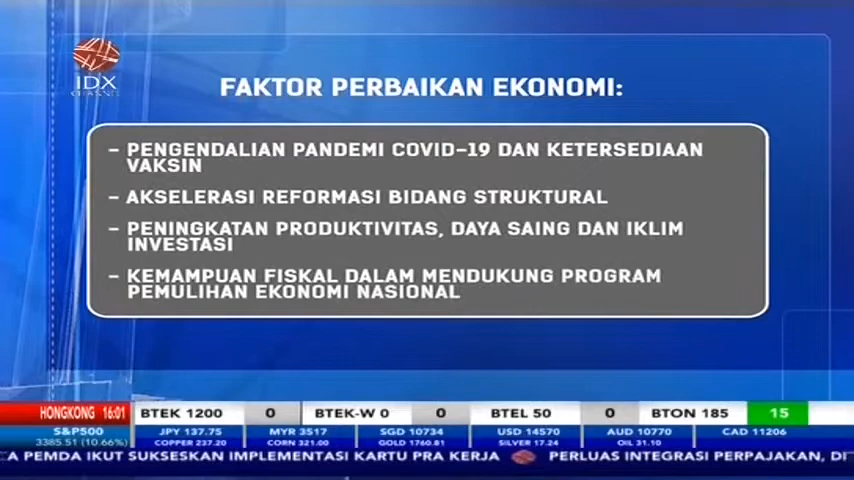 IDX
CHANNEL
FAKTOR PERBAIKAN EKONOMI:
– PENGENDALIAN PANDEMI COVID–19 DAN KETERSEDIAAN
VAKSIN
– AKSELERASI REFORMASI BIDANG STRUKTURAL
– PENINGKATAN PRODUKTIVITAS, DAYA SAING DAN IKLIM
INVESTASI
– KEMAMPUAN FISKAL DALAM MENDUKUNG PROGRAM
PEMULIHAN EKONOMI NASIONAL
HONGKONG 16:01 BTEK 1200 0 BTEK-W 0 0 BTEL 50 0 BTON 185 15
S&P500 JPY 137.75 MYR 3517 SGD 10734 USD 14570 AUD 10770 CAD 11206
3385.51 (10.66%) COPPER 237.20 CORN 321.00 GOLD 1760.81 SILVER 17.24 OIL 31.10
CA PEMDA IKUT SUKSESKAN IMPLEMENTASI KARTU PRA KERJA PERLUAS INTEGRASI PERPAJAKAN, DI